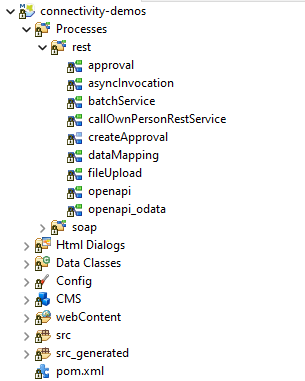 connectivity-demos
Processes
rest
approval
asyncInvocation
batchService
callOwnPersonRestService
createApproval
dataMapping
fileUpload
openapi
openapi_odata
soap
Html Dialogs
Data Classes
Config
CMS
webContent
src
src_generated
pom.xml